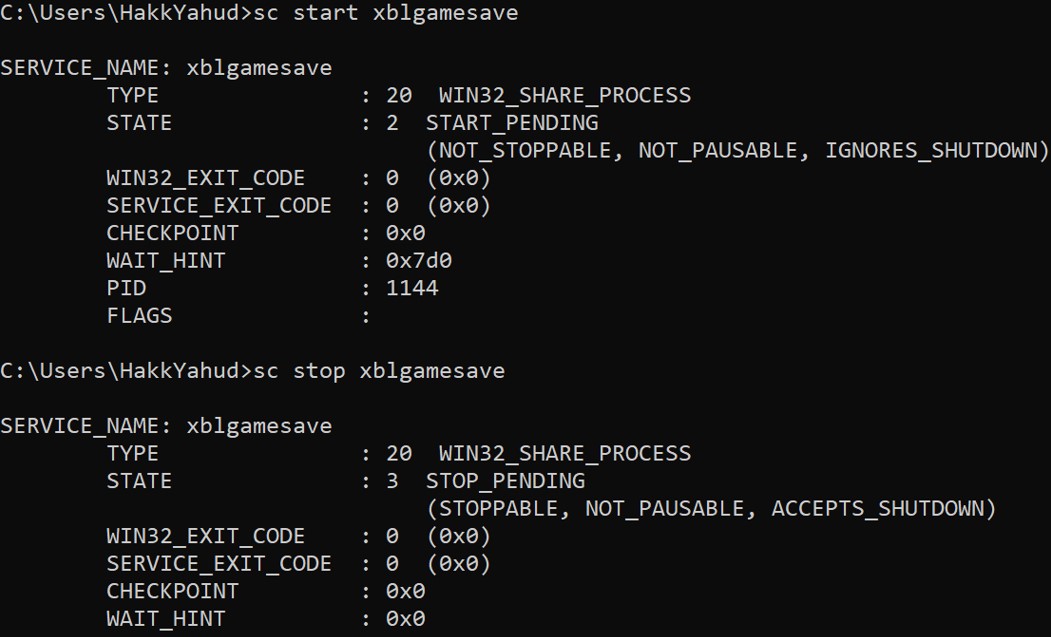 C:\Users\HakkYahud>sc start xblgamesave
SERVICE_NAME: xblgamesave
        TYPE               : 20  WIN32_SHARE_PROCESS
        STATE              : 2  START_PENDING
                                (NOT_STOPPABLE, NOT_PAUSABLE, IGNORES_SHUTDOWN)
        WIN32_EXIT_CODE    : 0  (0x0)
        SERVICE_EXIT_CODE  : 0  (0x0)
        CHECKPOINT         : 0x0
        WAIT_HINT          : 0x7d0
        PID                : 1144
        FLAGS              :
C:\Users\HakkYahud>sc stop xblgamesave
SERVICE_NAME: xblgamesave
        TYPE               : 20  WIN32_SHARE_PROCESS
        STATE              : 3  STOP_PENDING
                                (STOPPABLE, NOT_PAUSABLE, ACCEPTS_SHUTDOWN)
        WIN32_EXIT_CODE    : 0  (0x0)
        SERVICE_EXIT_CODE  : 0  (0x0)
        CHECKPOINT         : 0x0
        WAIT_HINT          : 0x0